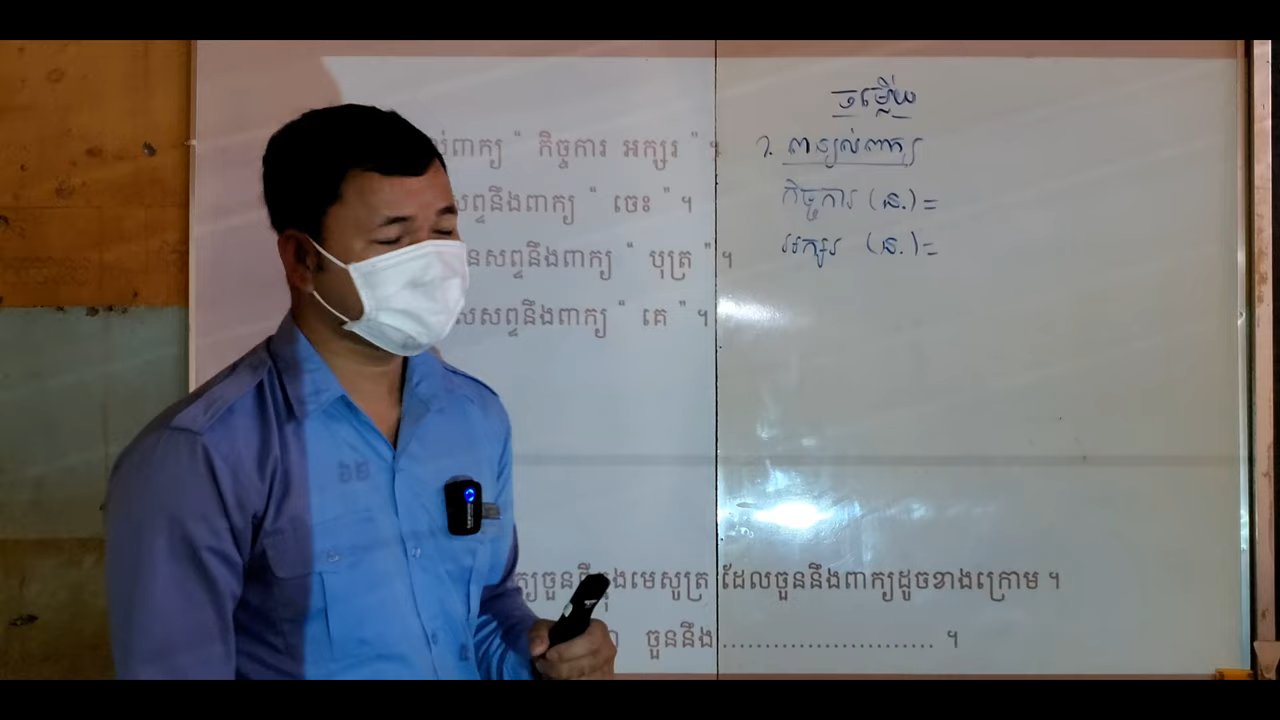 ពាក្យ “ កិច្ចការ អក្សរ ” ។
នឹងពាក្យ “ ចេះ ” ។
នសព្ទនឹងពាក្យ “ បុត្រ ” ។
សព្ទនឹងពាក្យ “ គេ ” ។
ចម្លើយ
១. ពន្យល់ពាក្យ
កិច្ចការ (ន.) =
អក្សរ (ន.) =
ក្យចួនពីក្នុងមេសូត្រ ដែលចួននឹងពាក្យដូចខាងក្រោម ។
ចួននឹង ......................... ។